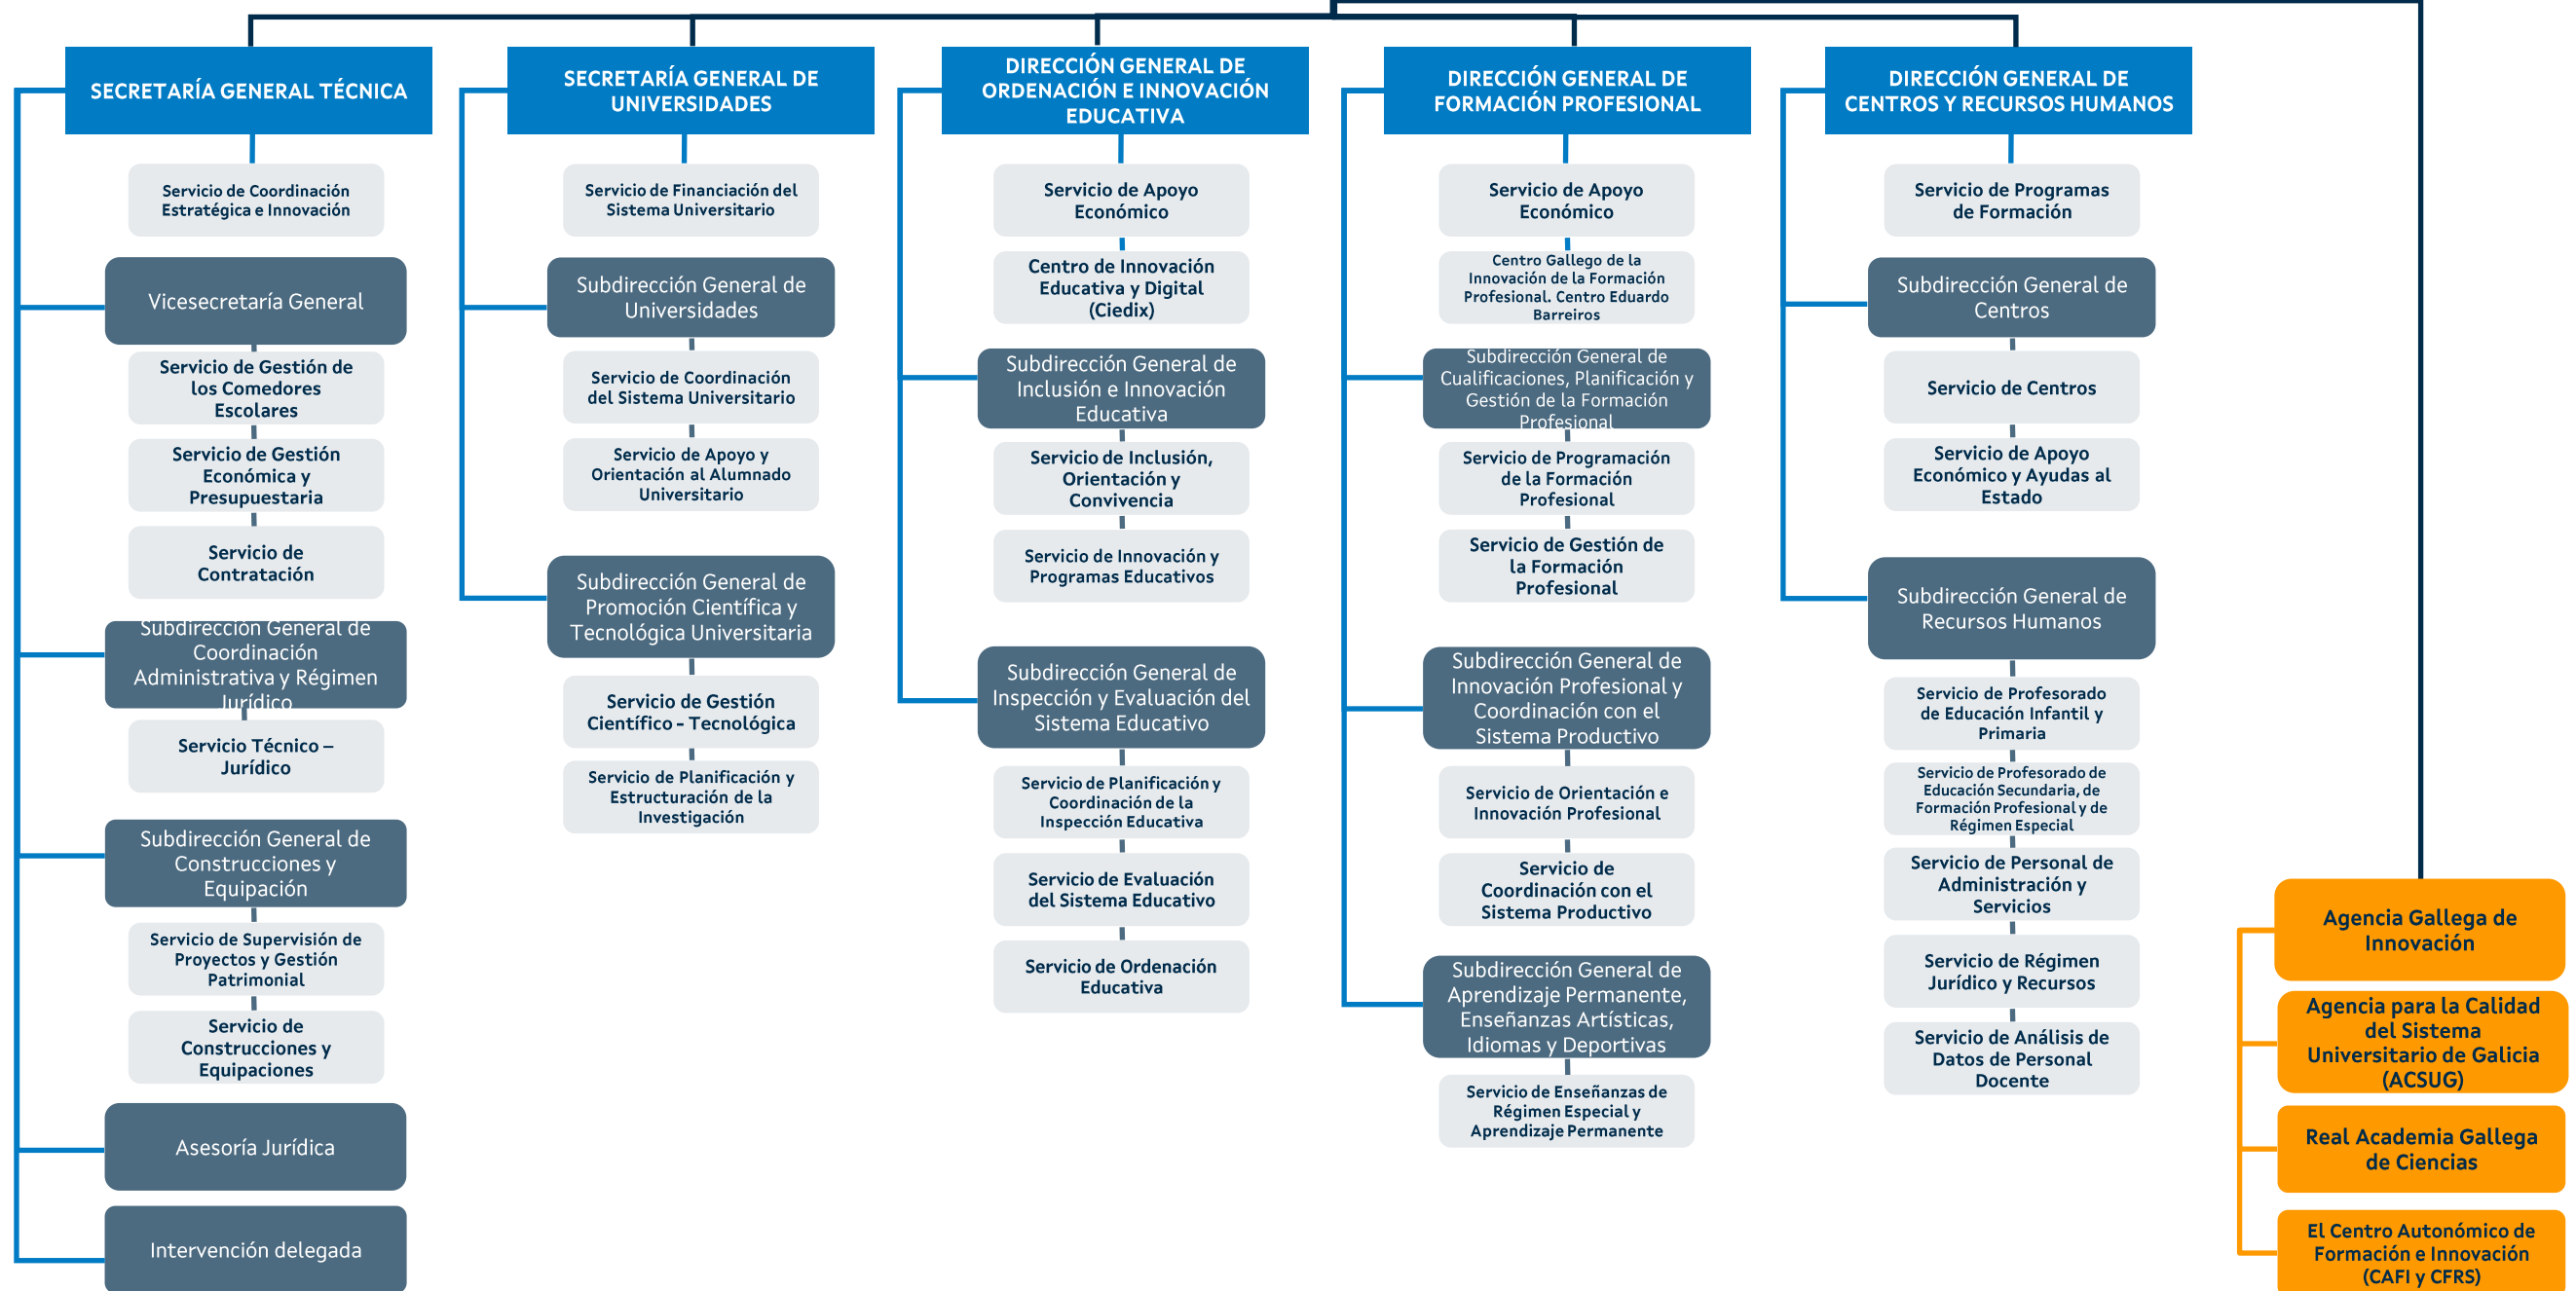 SECRETARÍA GENERAL TÉCNICA
Servicio de Coordinación
Estratégica e Innovación
Vicesecretaría General
Servicio de Gestión de
los Comedores
Escolares
Servicio de Gestión
Económica y
Presupuestaria
Servicio de
Contratación
Subdirección General de
Coordinación
Administrativa y Régimen
Jurídico
Servicio Técnico –
Jurídico
Subdirección General de
Construcciones y
Equipación
Servicio de Supervisión de
Proyectos y Gestión
Patrimonial
Servicio de
Construcciones y
Equipaciones
Asesoría Jurídica
Intervención delegada
SECRETARÍA GENERAL DE
UNIVERSIDADES
Servicio de Financiación del
Sistema Universitario
Subdirección General de
Universidades
Servicio de Coordinación
del Sistema Universitario
Servicio de Apoyo y
Orientación al Alumnado
Universitario
Subdirección General de
Promoción Científica y
Tecnológica Universitaria
Servicio de Gestión
Científico - Tecnológica
Servicio de Planificación y
Estructuración de la
Investigación
DIRECCIÓN GENERAL DE
ORDENACIÓN E INNOVACIÓN
EDUCATIVA
Servicio de Apoyo
Económico
Centro de Innovación
Educativa y Digital
(Ciedix)
Subdirección General de
Inclusión e Innovación
Educativa
Servicio de Inclusión,
Orientación y
Convivencia
Servicio de Innovación y
Programas Educativos
Subdirección General de
Inspección y Evaluación del
Sistema Educativo
Servicio de Planificación y
Coordinación de la
Inspección Educativa
Servicio de Evaluación
del Sistema Educativo
Servicio de Ordenación
Educativa
DIRECCIÓN GENERAL DE
FORMACIÓN PROFESIONAL
Servicio de Apoyo
Económico
Centro Gallego de la
Innovación de la Formación
Profesional. Centro Eduardo
Barreiros
Subdirección General de
Cualificaciones, Planificación y
Gestión de la Formación
Profesional
Servicio de Programación
de la Formación
Profesional
Servicio de Gestión de
la Formación
Profesional
Subdirección General de
Innovación Profesional y
Coordinación con el
Sistema Productivo
Servicio de Orientación e
Innovación Profesional
Servicio de
Coordinación con el
Sistema Productivo
Subdirección General de
Aprendizaje Permanente,
Enseñanzas Artísticas,
Idiomas y Deportivas
Servicio de Enseñanzas de
Régimen Especial y
Aprendizaje Permanente
DIRECCIÓN GENERAL DE
CENTROS Y RECURSOS HUMANOS
Servicio de Programas
de Formación
Subdirección General de
Centros
Servicio de Centros
Servicio de Apoyo
Económico y Ayudas al
Estado
Subdirección General de
Recursos Humanos
Servicio de Profesorado
de Educación Infantil y
Primaria
Servicio de Profesorado de
Educación Secundaria, de
Formación Profesional y de
Régimen Especial
Servicio de Personal de
Administración y
Servicios
Servicio de Régimen
Jurídico y Recursos
Servicio de Análisis de
Datos de Personal
Docente
Agencia Gallega de
Innovación
Agencia para la Calidad
del Sistema
Universitario de Galicia
(ACSUG)
Real Academia Gallega
de Ciencias
El Centro Autonómico de
Formación e Innovación
(CAFI y CFRS)